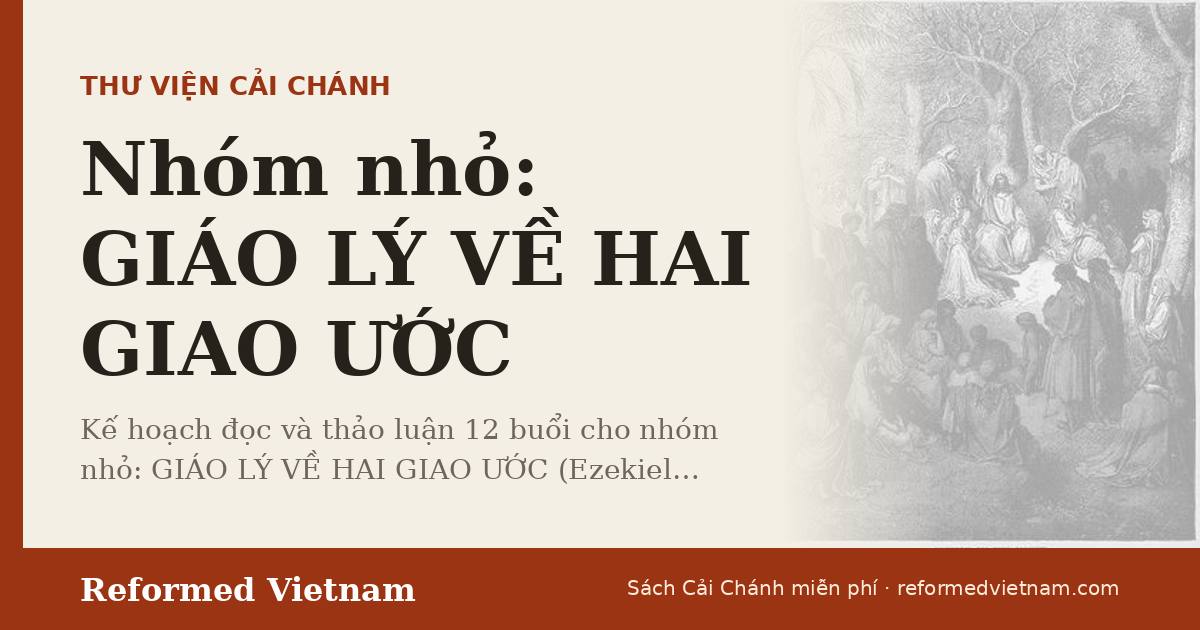 THƯ VIỆN CẢI CHÁNH
Nhóm nhỏ:
GIÁO LÝ VỀ HAI
GIAO ƯỚC
Kế hoạch đọc và thảo luận 12 buổi cho nhóm
nhỏ: GIÁO LÝ VỀ HAI GIAO ƯỚC (Ezekiel…
Reformed Vietnam
Sách Cải Chánh miễn phí · reformedvietnam.com